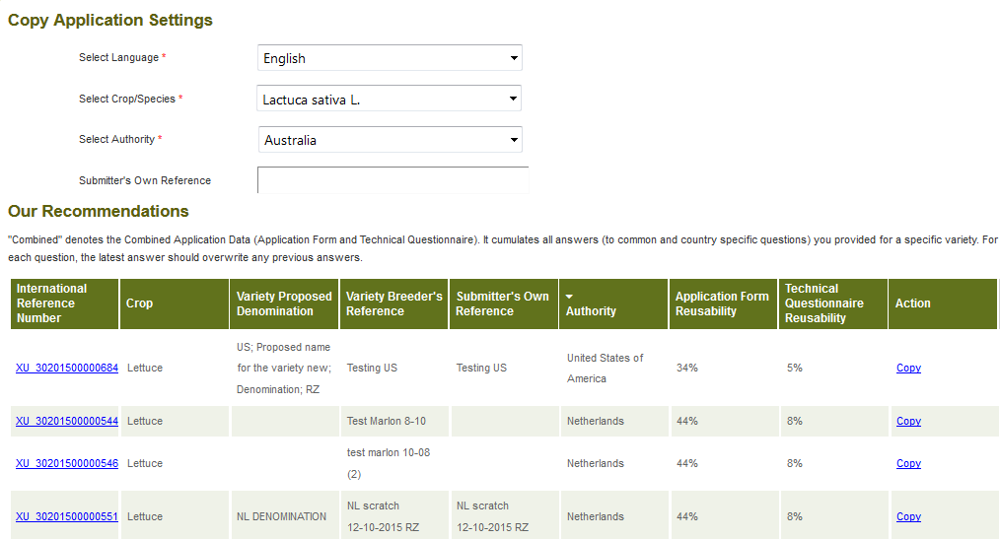 Copy Application Settings
Select Language *
English
Select Crop/Species *
Lactuca sativa L.
Select Authority *
Australia
Submitter's Own Reference
Our Recommendations
"Combined" denotes the Combined Application Data (Application Form and Technical Questionnaire). It cumulates all answers (to common and country specific questions) you provided for a specific variety. For
each question, the latest answer should overwrite any previous answers.
International Reference Number Crop Variety Proposed Denomination Variety Breeder's Reference Submitter's Own Reference Authority Application Form Reusability Technical Questionnaire Reusability Action
XU_30201500000684 Lettuce US; Proposed name for the variety new; Denomination; RZ Testing US Testing US United States of America 34% 5% Copy
XU_30201500000544 Lettuce Test Marlon 8-10 Netherlands 44% 8% Copy
XU_30201500000546 Lettuce test marlon 10-08 (2) Netherlands 44% 8% Copy
XU_30201500000551 Lettuce NL DENOMINATION NL scratch 12-10-2015 RZ NL scratch 12-10-2015 RZ Netherlands 44% 8% Copy